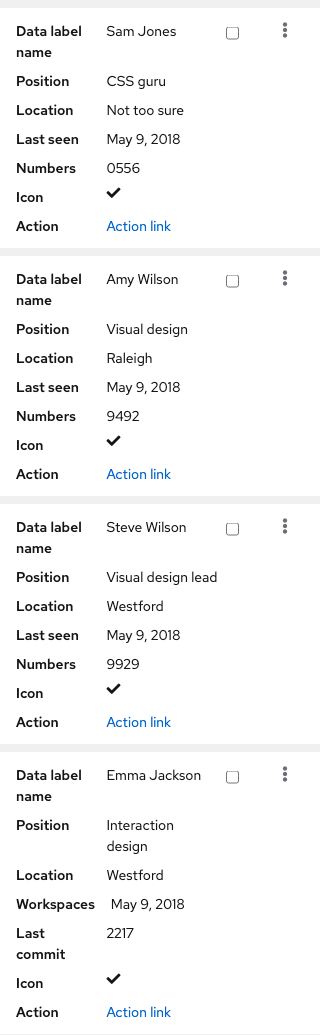 Data label Sam Jones
name
Position CSS guru
Location Not too sure
Last seen May 9, 2018
Numbers 0556
Icon
Action Action link
Data label Amy Wilson
name
Position Visual design
Location Raleigh
Last seen May 9, 2018
Numbers 9492
Icon
Action Action link
Data label Steve Wilson
name
Position Visual design lead
Location Westford
Last seen May 9, 2018
Numbers 9929
Icon
Action Action link
Data label Emma Jackson
name
Position Interaction
design
Location Westford
Workspaces May 9, 2018
Last 2217
commit
Icon
Action Action link